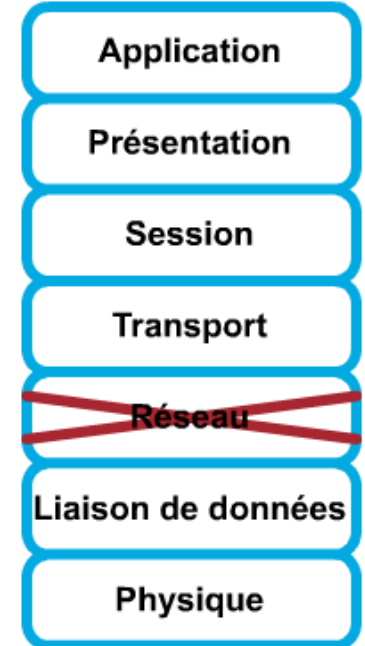 Application
Présentation
Session
Transport
Réseau
Liaison de données
Physique